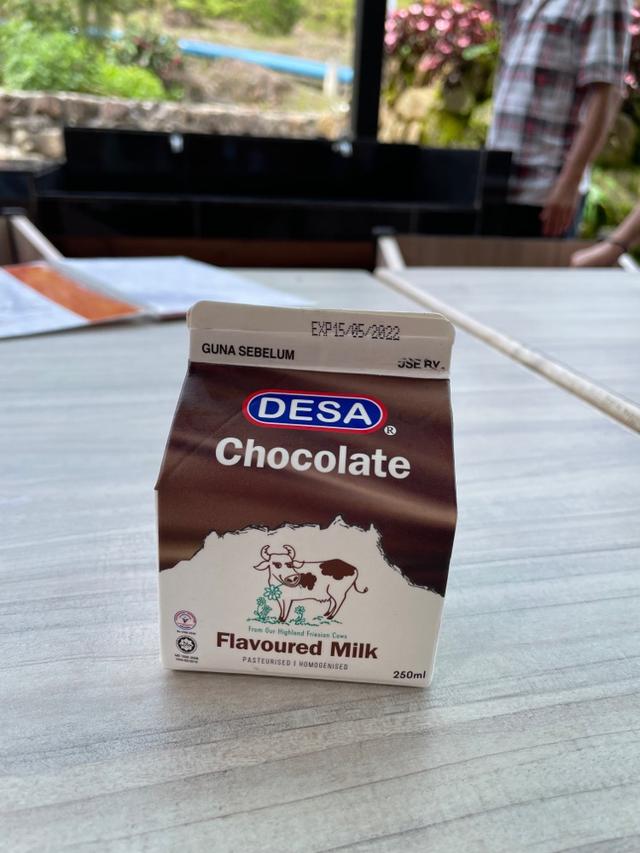 EXP15/05/2022
GUNA SEBELUM
USE BY
DESA
®
Chocolate
From Our Highland Friesian Cows
Flavoured Milk
PASTEURISED I HOMOGENISED
250ml